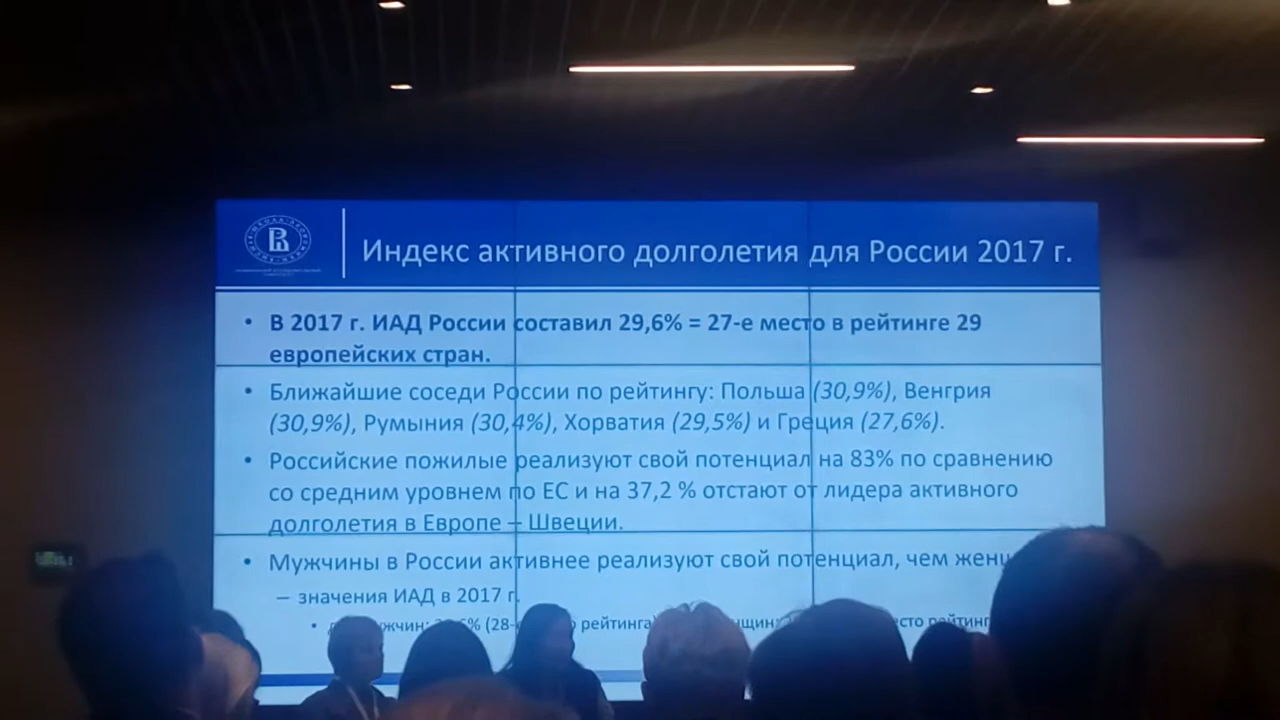 Индекс активного долголетия для России 2017 г.
• В 2017 г. ИАД России составил 29,6% = 27-е место в рейтинге 29
европейских стран.
• Ближайшие соседи России по рейтингу: Польша (30,9%), Венгрия
(30,9%), Румыния (30,4%), Хорватия (29,5%) и Греция (27,6%).
• Российские пожилые реализуют свой потенциал на 83% по сравнению
со средним уровнем по ЕС и на 37,2 % отстают от лидера активного
долголетия в Европе – Швеции.
• Мужчины в России активнее реализуют свой потенциал, чем
– значения ИАД в 2017 г.
рейтинга